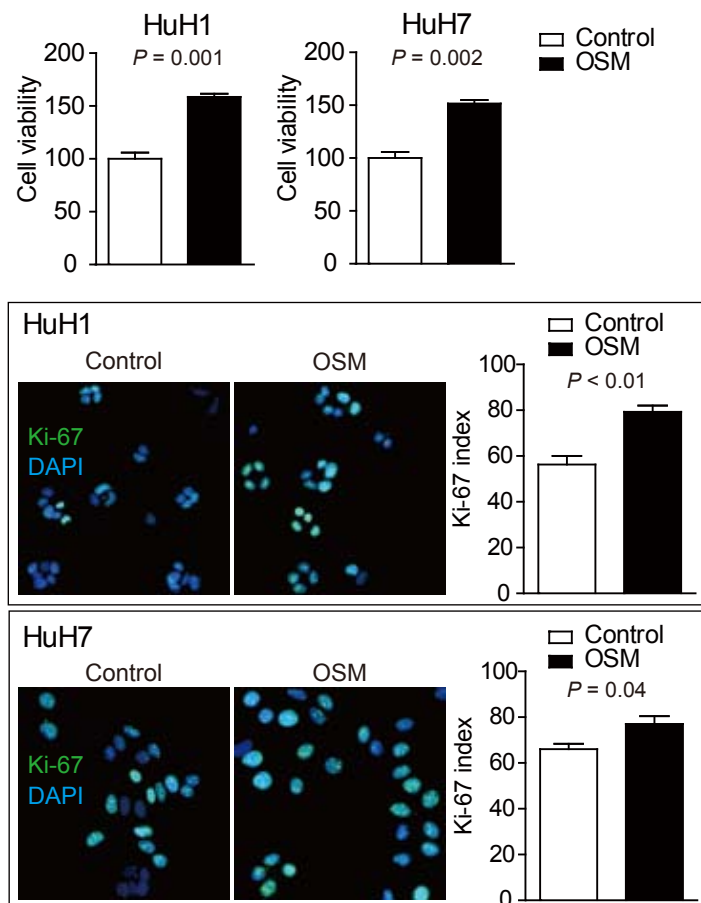 HuH1
HuH7
Control
OSM
P = 0.001
P = 0.002
Cell viability
200
150
100
50
0
Cell viability
200
150
100
50
0
HuH1
Control
OSM
Ki-67
DAPI
Control
OSM
P < 0.01
Ki-67 index
100
80
60
40
20
0
HuH7
Control
OSM
Ki-67
DAPI
Control
OSM
P = 0.04
Ki-67 index
100
80
60
40
20
0